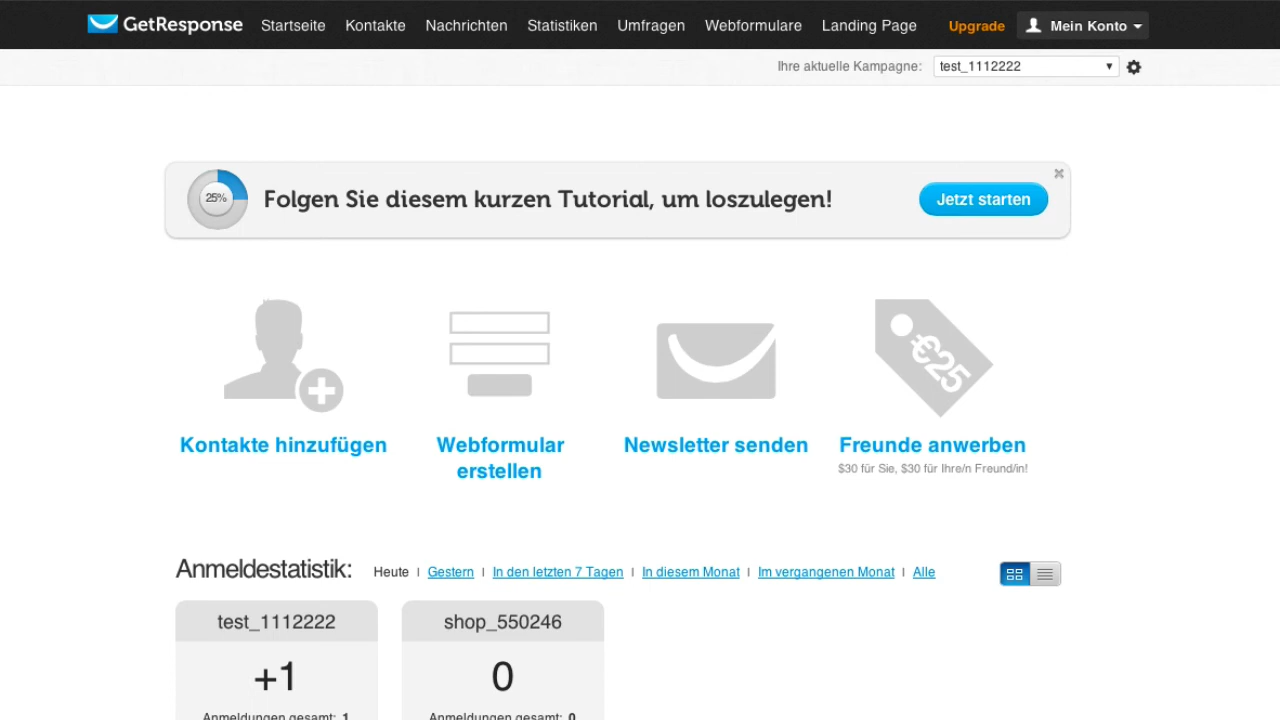 GetResponse Startseite Kontakte Nachrichten Statistiken Umfragen Webformulare Landing Page Upgrade Mein Konto
Ihre aktuelle Kampagne: test_1112222
25% Folgen Sie diesem kurzen Tutorial, um loszulegen! Jetzt starten
€25
Kontakte hinzufügen
Webformular
erstellen
Newsletter senden
Freunde anwerben
$30 für Sie, $30 für Ihre/n Freund/in!
Anmeldestatistik: Heute | Gestern | In den letzten 7 Tagen | In diesem Monat | Im vergangenen Monat | Alle
test_1112222
+1
Anmeldungen gesamt: 1
shop_550246
0
Anmeldungen gesamt: 0